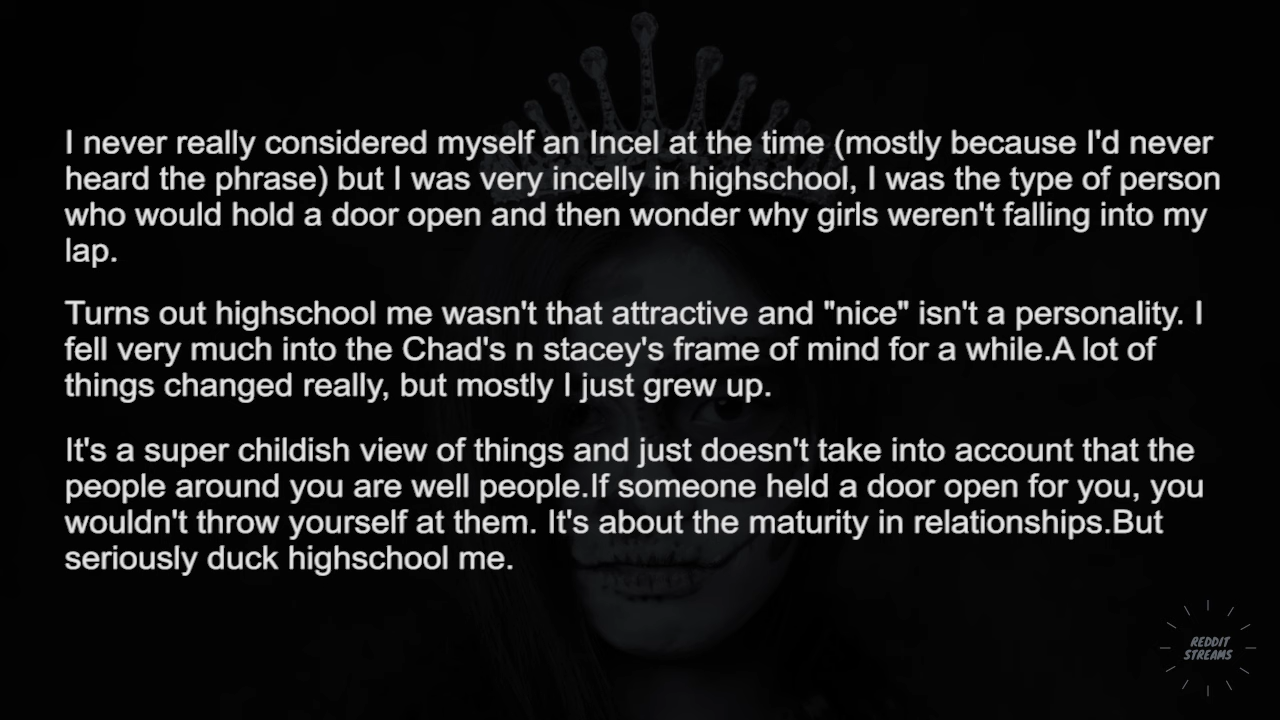 I never really considered myself an Incel at the time (mostly because I'd never
heard the phrase) but I was very incelly in highschool, I was the type of person
who would hold a door open and then wonder why girls weren't falling into my
lap.
Turns out highschool me wasn't that attractive and "nice" isn't a personality. I
fell very much into the Chad's n stacey's frame of mind for a while.A lot of
things changed really, but mostly I just grew up.
It's a super childish view of things and just doesn't take into account that the
people around you are well people.If someone held a door open for you, you
wouldn't throw yourself at them. It's about the maturity in relationships.But
seriously duck highschool me.
REDDIT
STREAMS